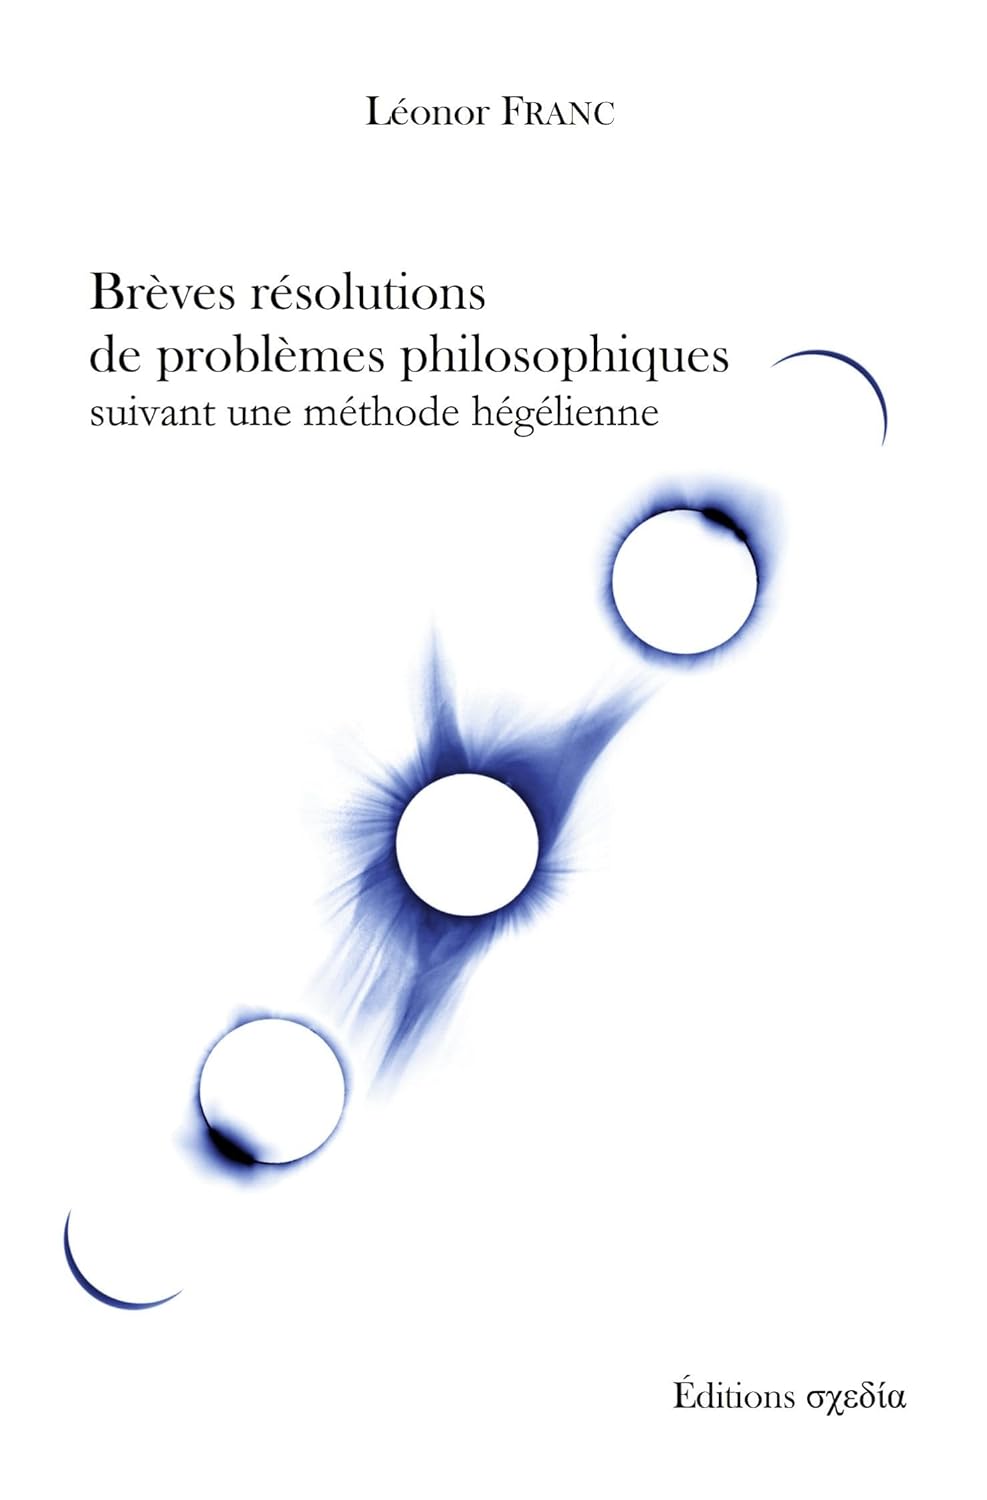 Léonor FRANC
Brèves résolutions
de problèmes philosophiques
suivant une méthode hégélienne
Éditions σχεδία